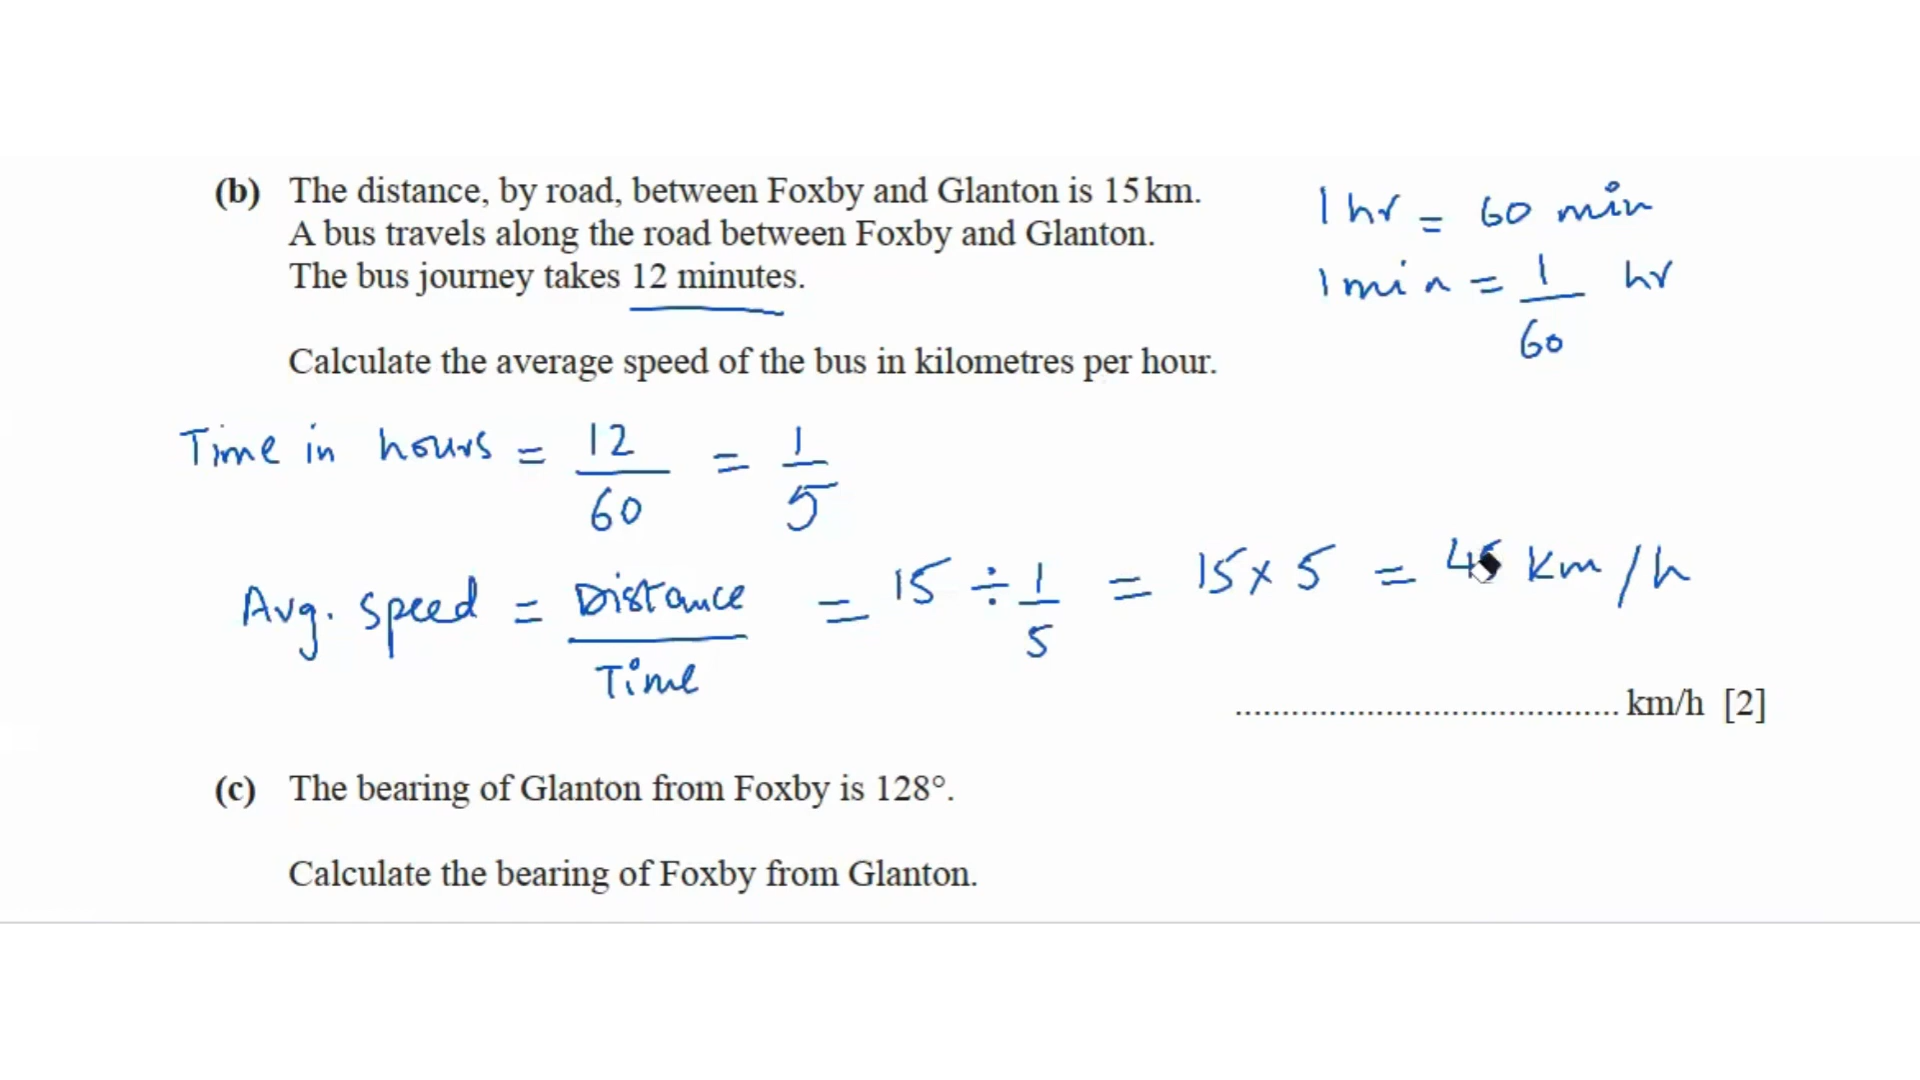 (b) The distance, by road, between Foxby and Glanton is 15 km.
A bus travels along the road between Foxby and Glanton.
The bus journey takes 12 minutes.
1 hr = 60 min
1 min = 1/60 hr
Calculate the average speed of the bus in kilometres per hour.
Time in hours = 12/60 = 1/5
Avg. speed = Distance/Time = 15 ÷ 1/5 = 15 x 5 = 45 km/h
...................................... km/h [2]
(c) The bearing of Glanton from Foxby is 128°.
Calculate the bearing of Foxby from Glanton.